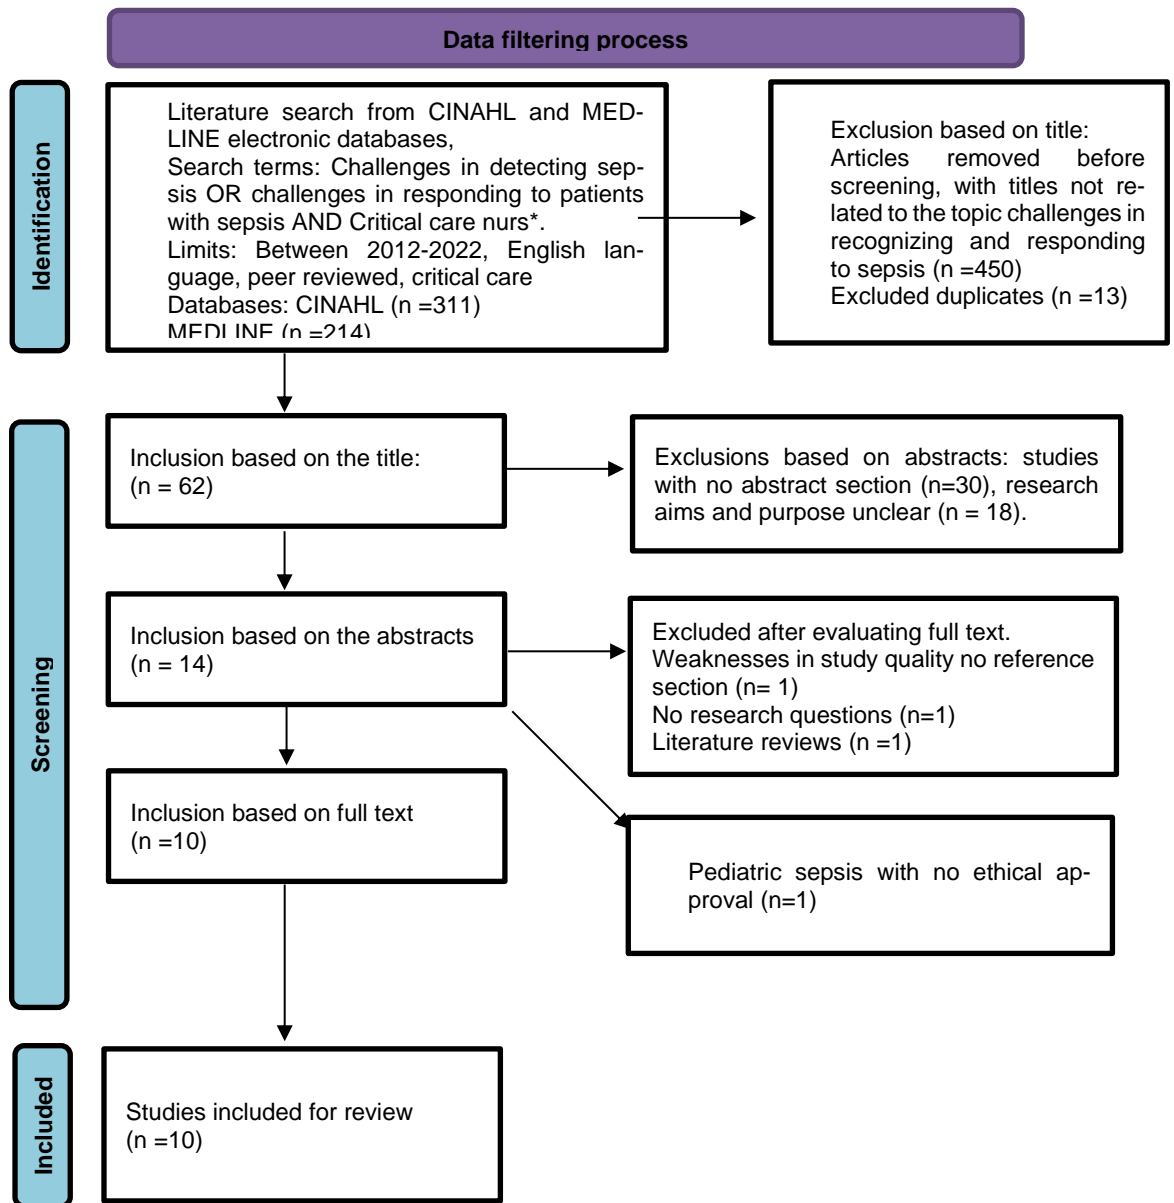 Data filtering process
Identification
Literature search from CINAHL and MED-
LINE electronic databases,
Search terms: Challenges in detecting sep-
sis OR challenges in responding to patients
with sepsis AND Critical care nurs*.
Limits: Between 2012-2022, English lan-
guage, peer reviewed, critical care
Databases: CINAHL (n =311)
MEDLINE (n =214)
Exclusion based on title:
Articles removed before
screening, with titles not re-
lated to the topic challenges in
recognizing and responding
to sepsis (n =450)
Excluded duplicates (n =13)
Screening
Inclusion based on the title:
(n = 62)
Exclusions based on abstracts: studies
with no abstract section (n=30), research
aims and purpose unclear (n = 18).
Inclusion based on the abstracts
(n = 14)
Excluded after evaluating full text.
Weaknesses in study quality no reference
section (n= 1)
No research questions (n=1)
Literature reviews (n =1)
Inclusion based on full text
(n =10)
Pediatric sepsis with no ethical ap-
proval (n=1)
Included
Studies included for review
(n =10)